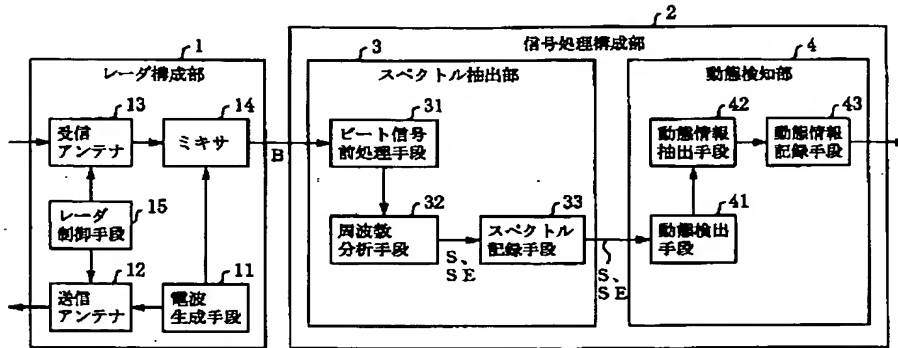 2
信号処理構成部
1
レーダ構成部
3
スペクトル抽出部
4
動態検知部
13
受信
アンテナ
14
ミキサ
B
31
ビート信号
前処理手段
42
動態情報
抽出手段
43
動態情報
記録手段
15
レーダ
制御手段
32
周波数
分析手段
S、
SE
33
スペクトル
記録手段
S、
SE
41
動態検出
手段
12
送信
アンテナ
11
電波
生成手段